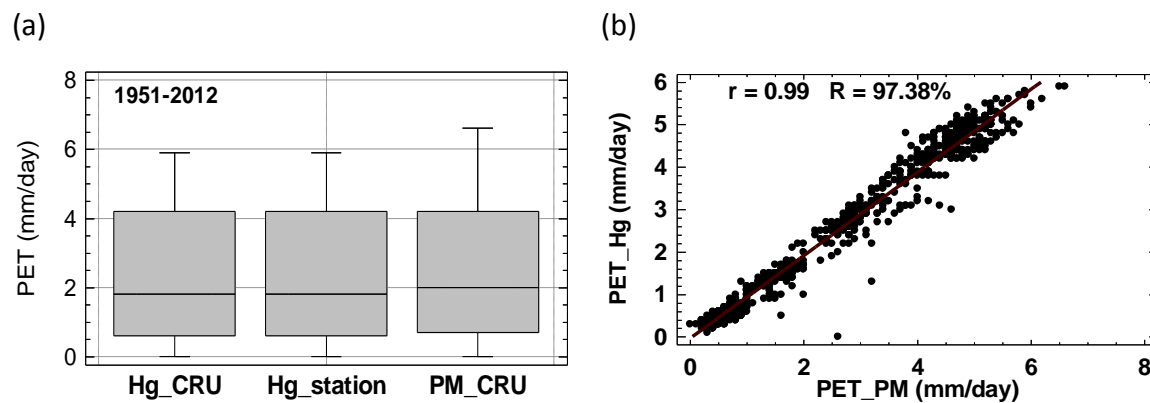 (a)
(b)
1951-2012
PET (mm/day)
8
6
4
2
0
Hg_CRU Hg_station PM_CRU
r = 0.99 R = 97.38%
PET_Hg (mm/day)
6
5
4
3
2
1
0
0 2 4 6 8
PET_PM (mm/day)